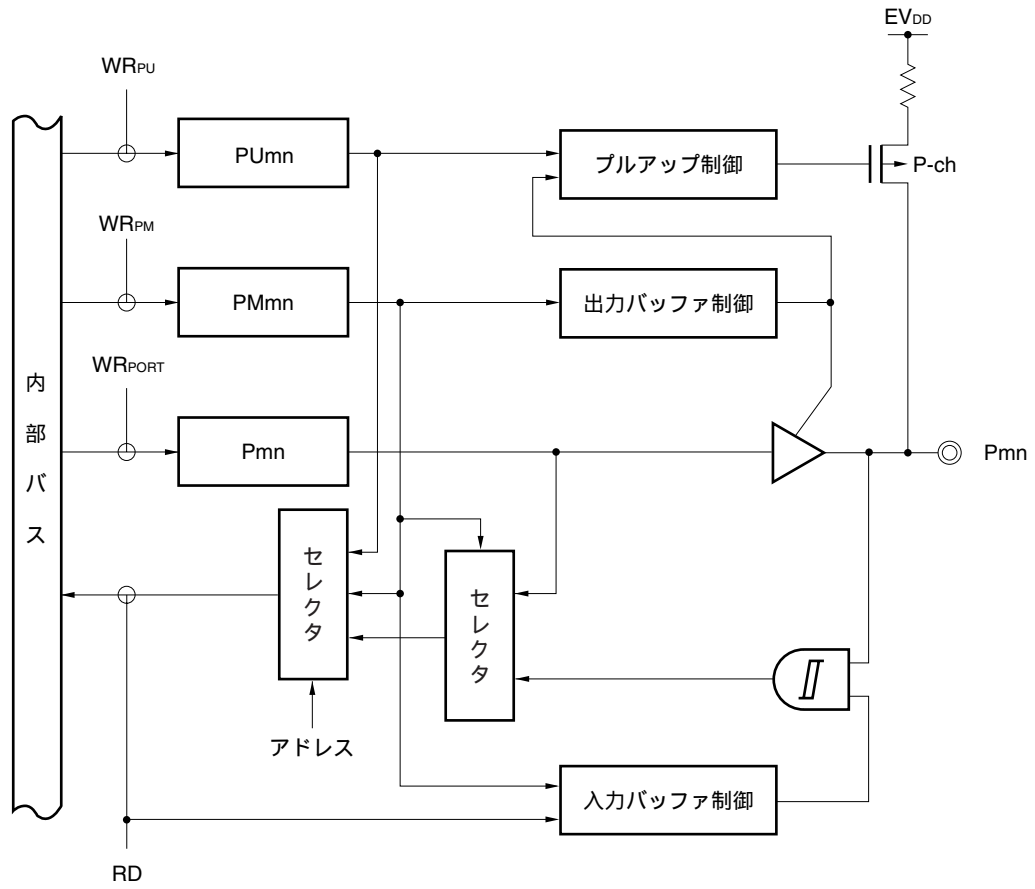 EVDD
WRPU
PUmn
プルアップ制御
P-ch
WRPM
PMmn
出力バッファ制御
WRPORT
内部バス
Pmn
Pmn
セレクタ
セレクタ
アドレス
入力バッファ制御
RD